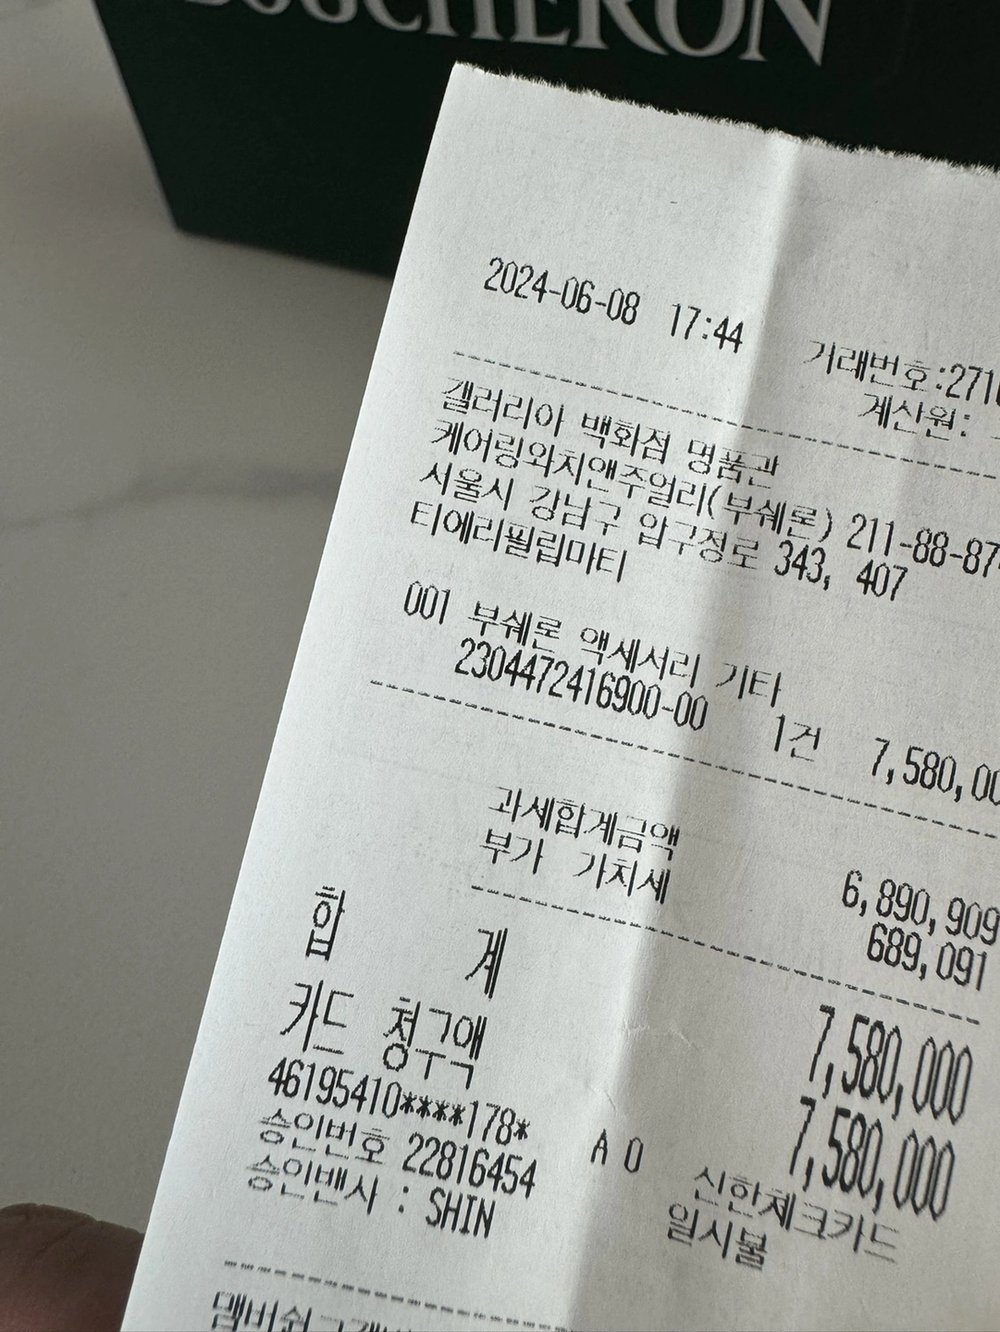 BOUCHERON
2024-06-08 17:44
거래번호:271
계산원:
갤러리아 백화점 명품관
케어링와치앤주얼리(부쉐론) 211-88-87
서울시 강남구 압구정로 343, 407
티에리필립마티
001 부쉐론 액세서리 기타
2304472416900-00 1건 7,580,00
과세합계금액 6,890,909
부가 가치세 689,091
합 계 7,580,000
카드 청구액 7,580,000
46195410****178* A 0 신한체크카드
승인번호 22816454 일시불
승인밴사 : SHIN